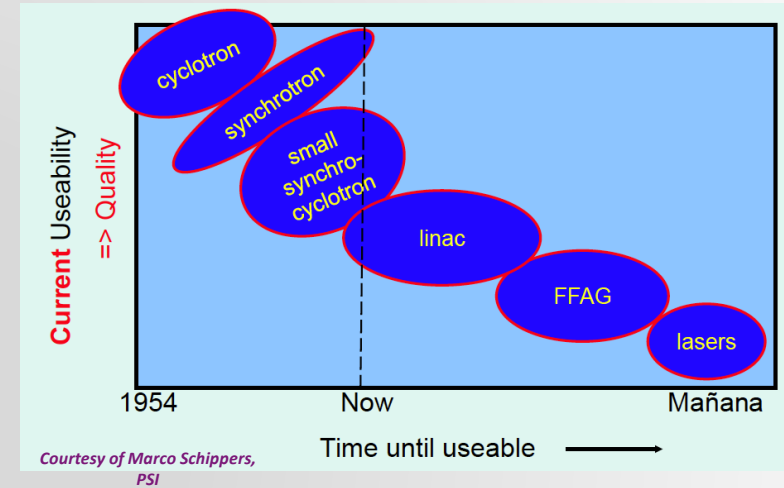 cyclotron
synchrotron
small
synchro-
cyclotron
linac
FFAG
lasers
Current Useability
=> Quality
1954
Now
Mañana
Time until useable
Courtesy of Marco Schippers,
PSI